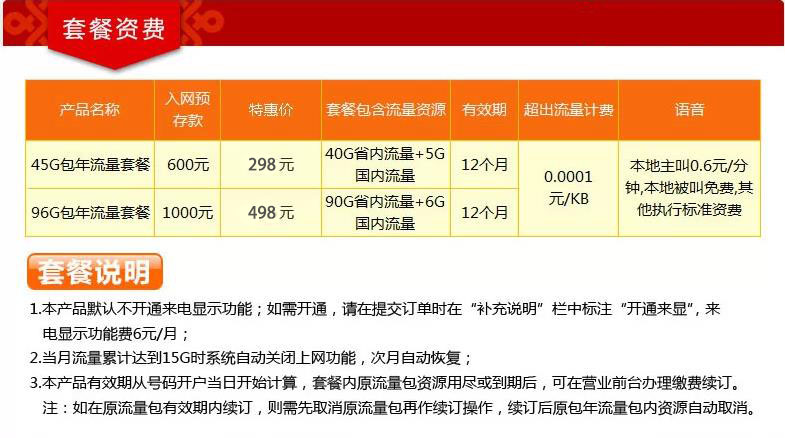 套餐资费
产品名称 入网预存款 特惠价 套餐包含流量资源 有效期 超出流量计费 语音
45G包年流量套餐 600元 298元 40G省内流量+5G国内流量 12个月 0.0001元/KB 本地主叫0.6元/分钟,本地被叫免费,其他执行标准资费
96G包年流量套餐 1000元 498元 90G省内流量+6G国内流量 12个月
套餐说明
1.本产品默认不开通来电显示功能；如需开通，请在提交订单时在“补充说明”栏中标注“开通来显”，来
电显示功能费6元/月；
2.当月流量累计达到15G时系统自动关闭上网功能，次月自动恢复；
3.本产品有效期从号码开户当日开始计算，套餐内原流量包资源用尽或到期后，可在营业前台办理缴费续订。
注：如在原流量包有效期内续订，则需先取消原流量包再作续订操作，续订后原包年流量包内资源自动取消。